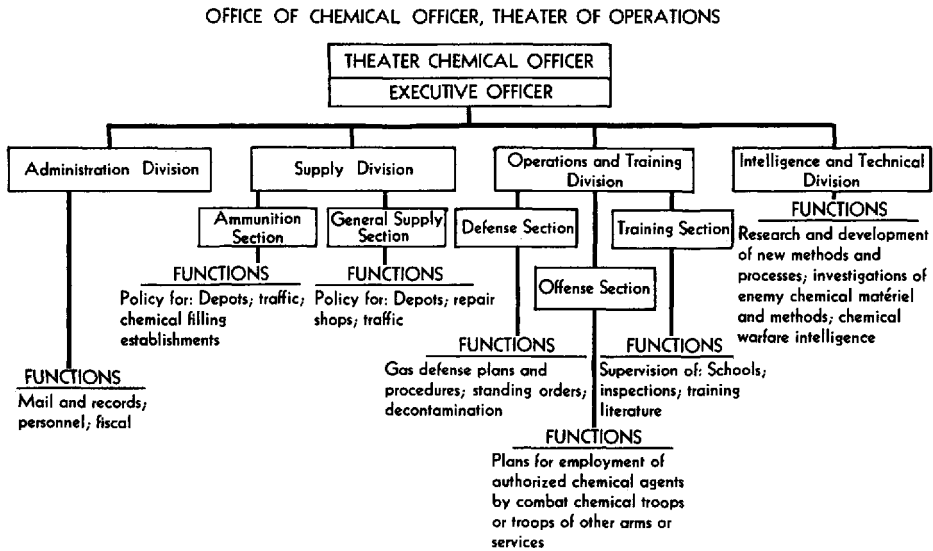 OFFICE OF CHEMICAL OFFICER, THEATER OF OPERATIONS
THEATER CHEMICAL OFFICER
EXECUTIVE OFFICER
Administration Division
Supply Division
Operations and Training
Division
Intelligence and Technical
Division
Ammunition
Section
General Supply
Section
Defense Section
Training Section
Offense Section
FUNCTIONS
Mail and records;
personnel; fiscal
FUNCTIONS
Policy for: Depots; traffic;
chemical filling
establishments
FUNCTIONS
Policy for: Depots; repair
shops; traffic
FUNCTIONS
Gas defense plans and
procedures; standing orders;
decontamination
FUNCTIONS
Plans for employment of
authorized chemical agents
by combat chemical troops
or troops of other arms or
services
FUNCTIONS
Supervision of: Schools;
inspections; training
literature
FUNCTIONS
Research and development
of new methods and
processes; investigations of
enemy chemical matériel
and methods; chemical
warfare intelligence